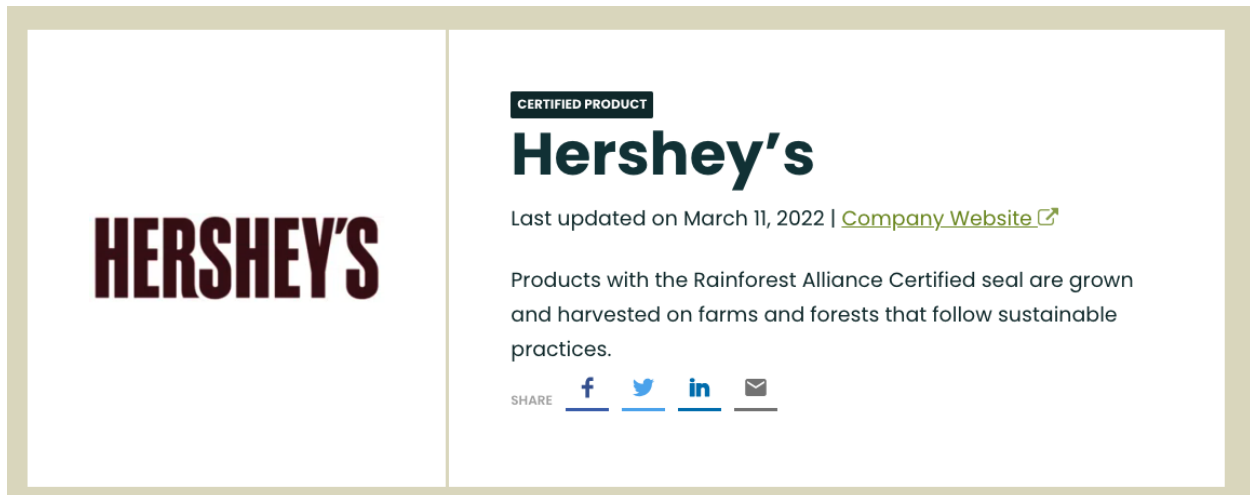 HERSHEY'S
CERTIFIED PRODUCT
Hershey’s
Last updated on March 11, 2022 | Company Website
Products with the Rainforest Alliance Certified seal are grown
and harvested on farms and forests that follow sustainable
practices.
SHARE